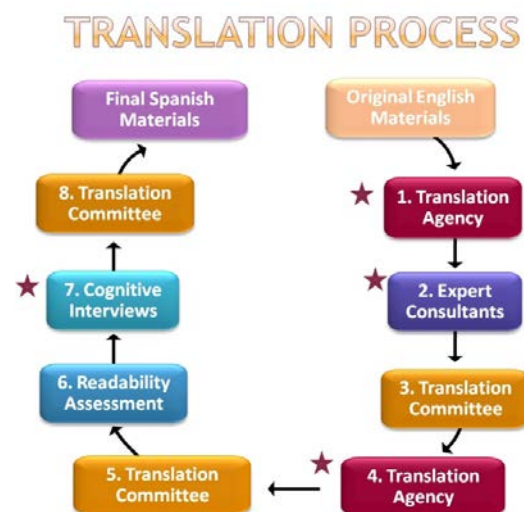 TRANSLATION PROCESS
Original English
Materials
1. Translation
Agency
2. Expert
Consultants
3. Translation
Committee
4. Translation
Agency
5. Translation
Committee
6. Readability
Assessment
7. Cognitive
Interviews
8. Translation
Committee
Final Spanish
Materials